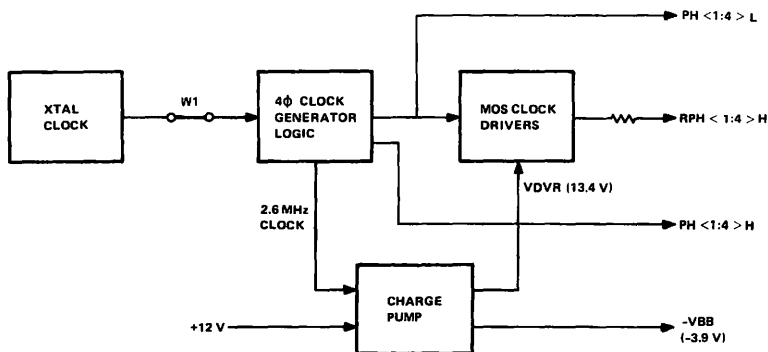 PH <1:4> L
XTAL
CLOCK
W1
4ϕ CLOCK
GENERATOR
LOGIC
MOS CLOCK
DRIVERS
RPH < 1:4> H
VDVR (13.4 V)
2.6 MHz
CLOCK
PH <1:4> H
CHARGE
PUMP
+12 V
-VBB
(-3.9 V)